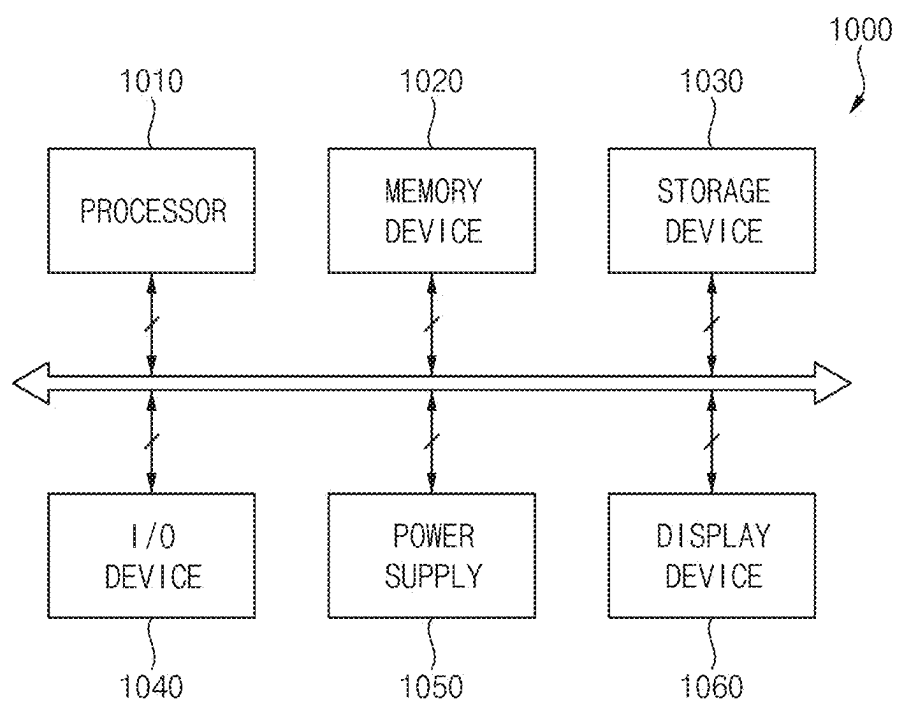 1000
1010
1020
1030
PROCESSOR
MEMORY
DEVICE
STORAGE
DEVICE
I/O
DEVICE
POWER
SUPPLY
DISPLAY
DEVICE
1040
1050
1060